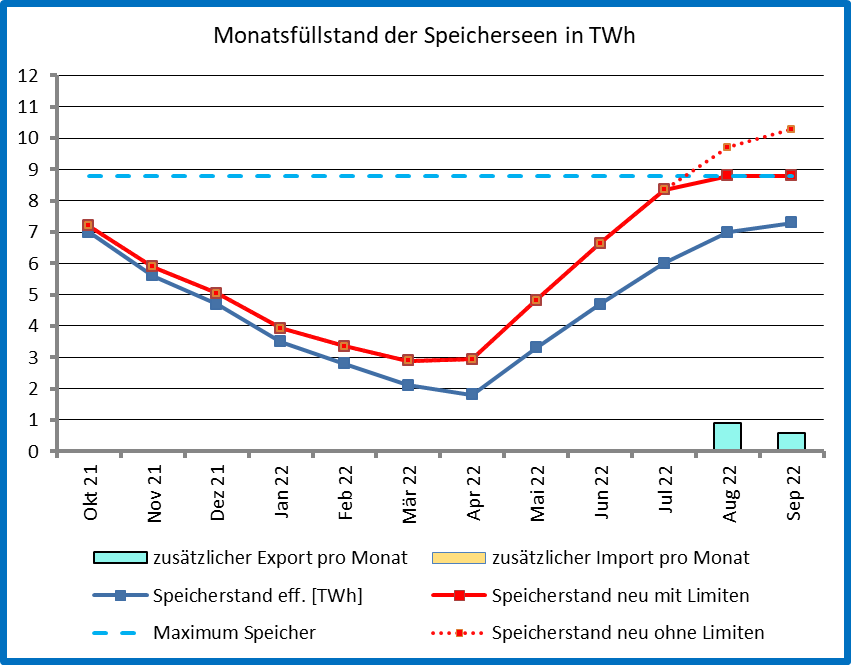 Monatsfüllstand der Speicherseen in TWh
12
11
10
9
8
7
6
5
4
3
2
1
0
Okt 21
Nov 21
Dez 21
Jan 22
Feb 22
Mär 22
Apr 22
Mai 22
Jun 22
Jul 22
Aug 22
Sep 22
zusätzlicher Export pro Monat
zusätzlicher Import pro Monat
Speicherstand eff. [TWh]
Speicherstand neu mit Limiten
Maximum Speicher
Speicherstand neu ohne Limiten